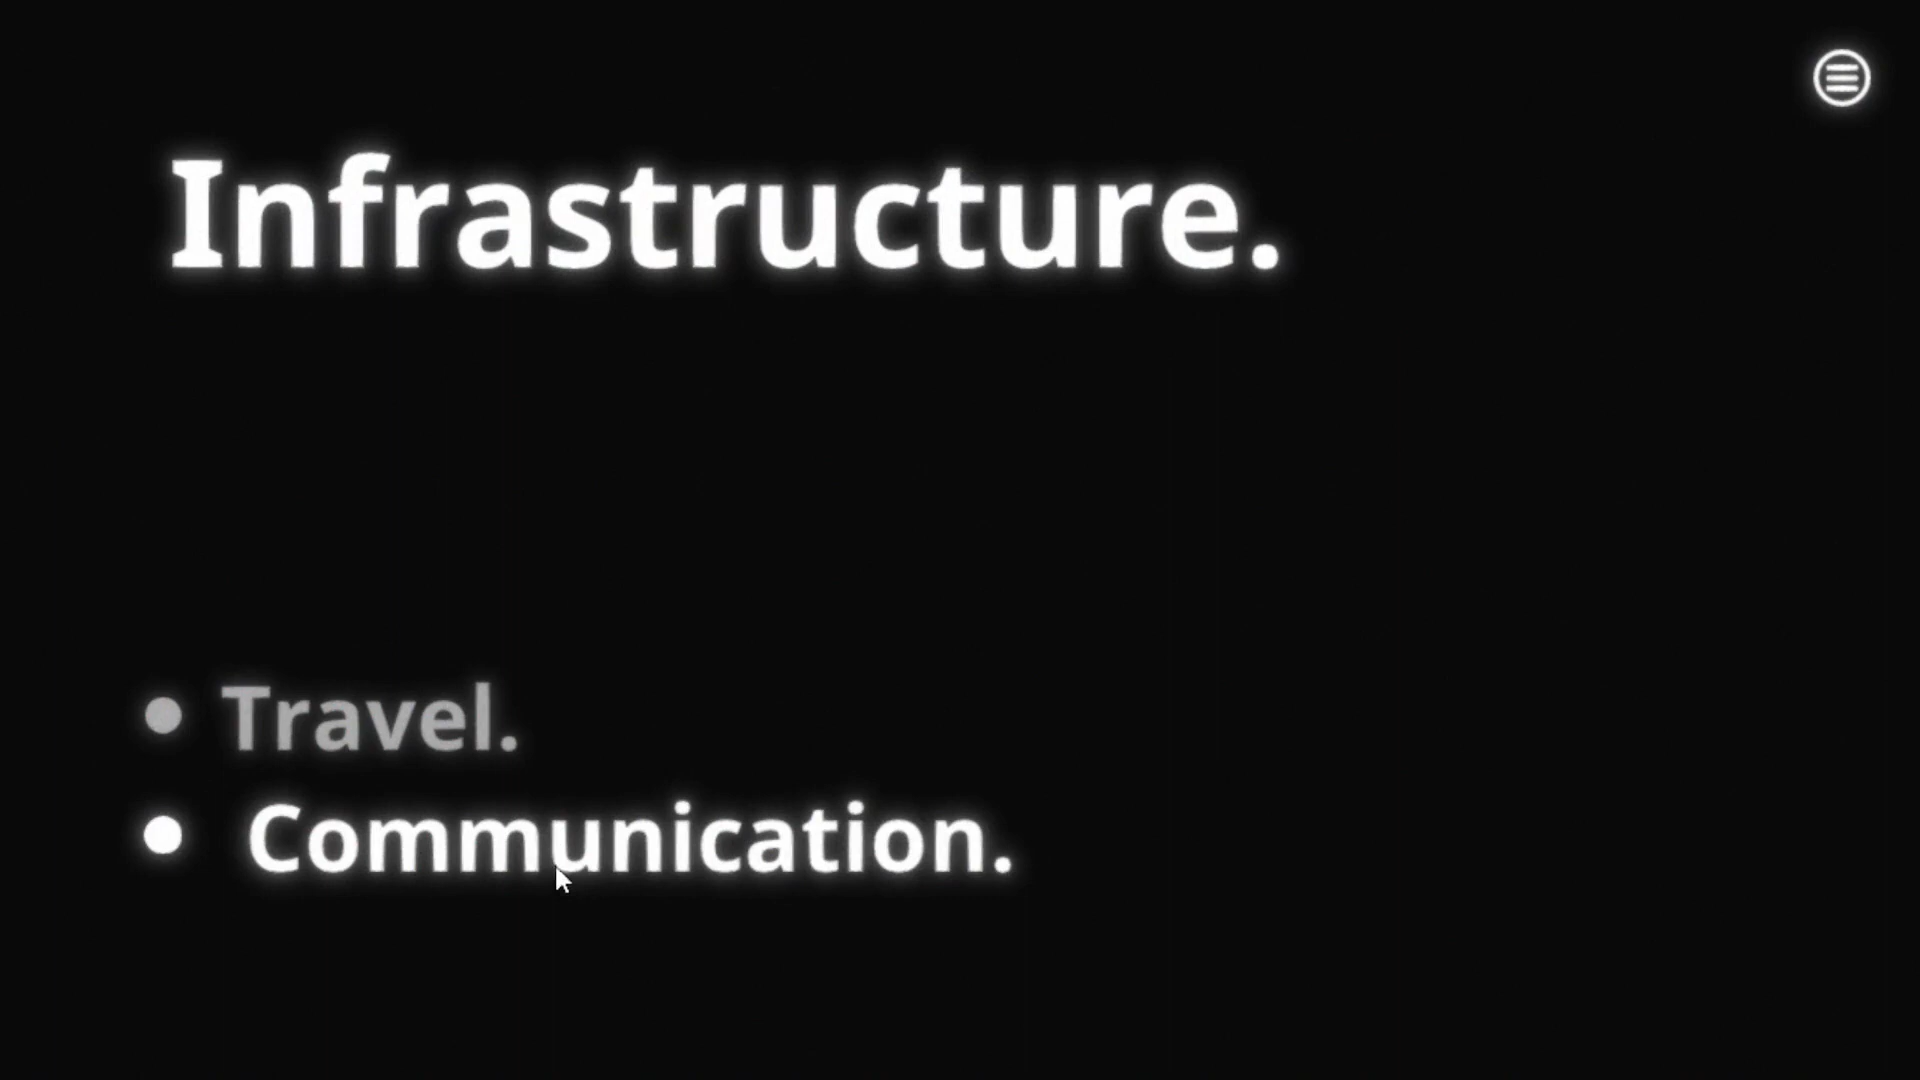 Infrastructure.
• Travel.
• Communication.